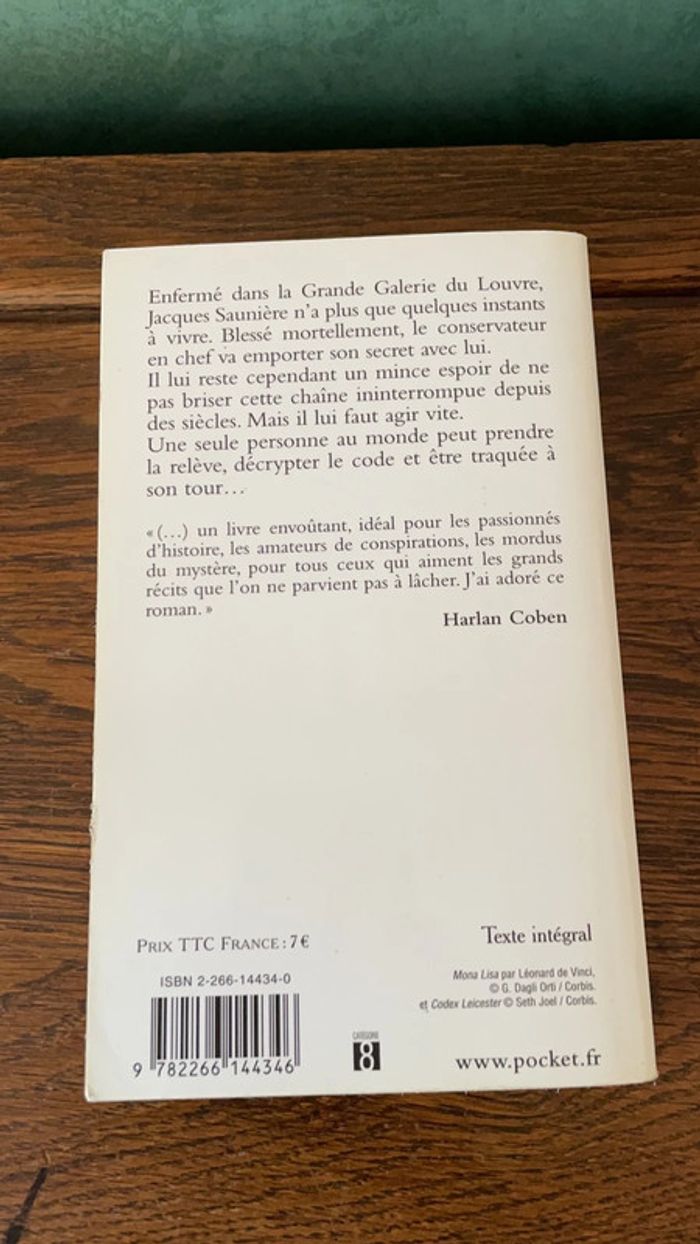 Enfermé dans la Grande Galerie du Louvre,
Jacques Saunière n'a plus que quelques instants
à vivre. Blessé mortellement, le conservateur
en chef va emporter son secret avec lui.
Il lui reste cependant un mince espoir de ne
pas briser cette chaîne ininterrompue depuis
des siècles. Mais il lui faut agir vite.
Une seule personne au monde peut prendre
la relève, décrypter le code et être traquée à
son tour…
« (…) un livre envoûtant, idéal pour les passionnés
d'histoire, les amateurs de conspirations, les mordus
du mystère, pour tous ceux qui aiment les grands
récits que l'on ne parvient pas à lâcher. J'ai adoré ce
roman. »
Harlan Coben
PRIX TTC FRANCE : 7 €
Texte intégral
ISBN 2-266-14434-0
Mona Lisa par Léonard de Vinci,
© G. Dagli Orti / Corbis.
et Codex Leicester © Seth Joel / Corbis.
9 782266 144346
CATÉGORIE
8
www.pocket.fr